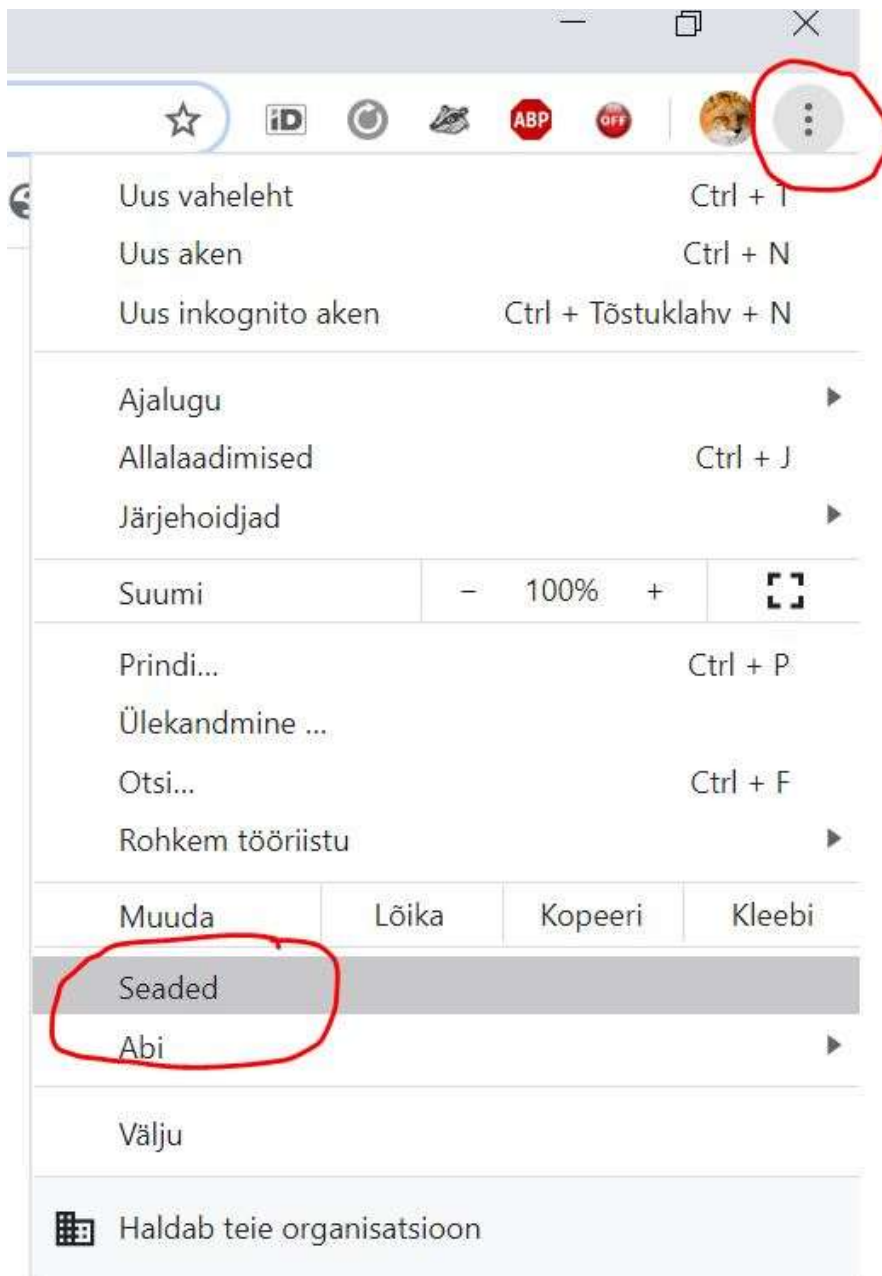 iD ABP OFF
Uus vaheleht Ctrl + T
Uus aken Ctrl + N
Uus inkognito aken Ctrl + Tõstuklahv + N
Ajalugu
Allalaadimised Ctrl + J
Järjehoidjad
Suumi - 100% +
Prindi... Ctrl + P
Ülekandmine ...
Otsi... Ctrl + F
Rohkem tööriistu
Muuda Lõika Kopeeri Kleebi
Seaded
Abi
Välju
Haldab teie organisatsioon